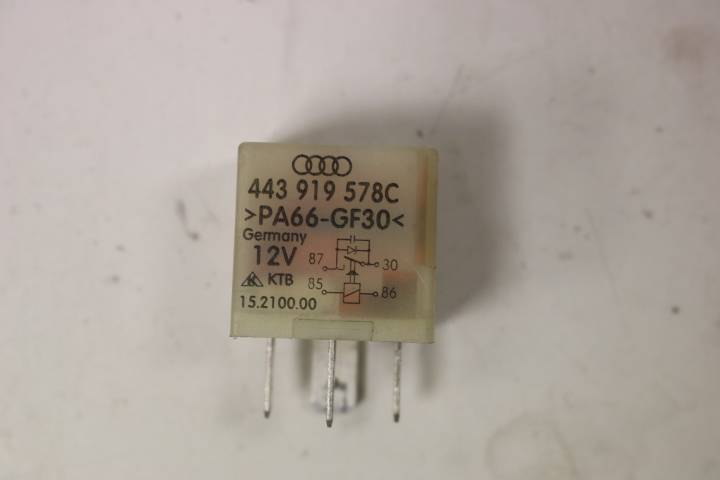 443 919 578C
>PA66-GF30<
Germany
12V
87 30
KTB 85 86
15.2100.00